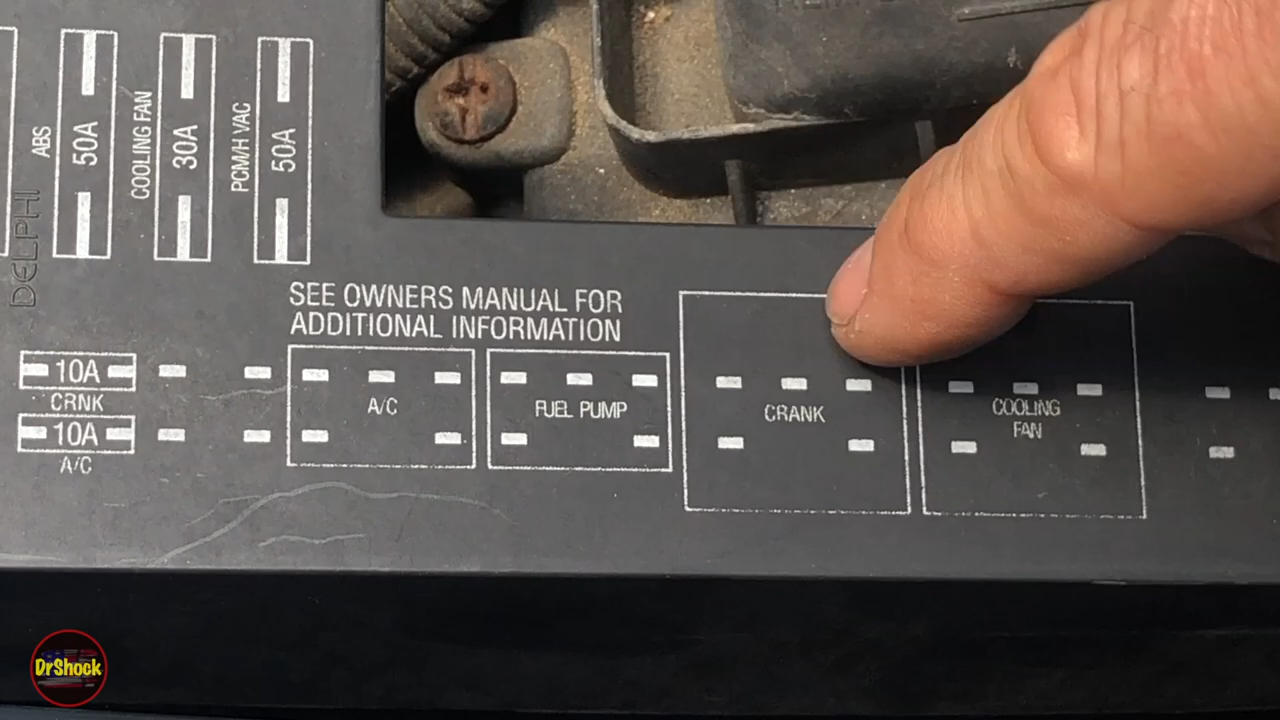 ABS
50A
COOLING FAN
30A
PCM/H VAC
50A
DELPHI
SEE OWNERS MANUAL FOR
ADDITIONAL INFORMATION
10A
CRNK
10A
A/C
A/C
FUEL PUMP
CRANK
COOLING
FAN
DrShock